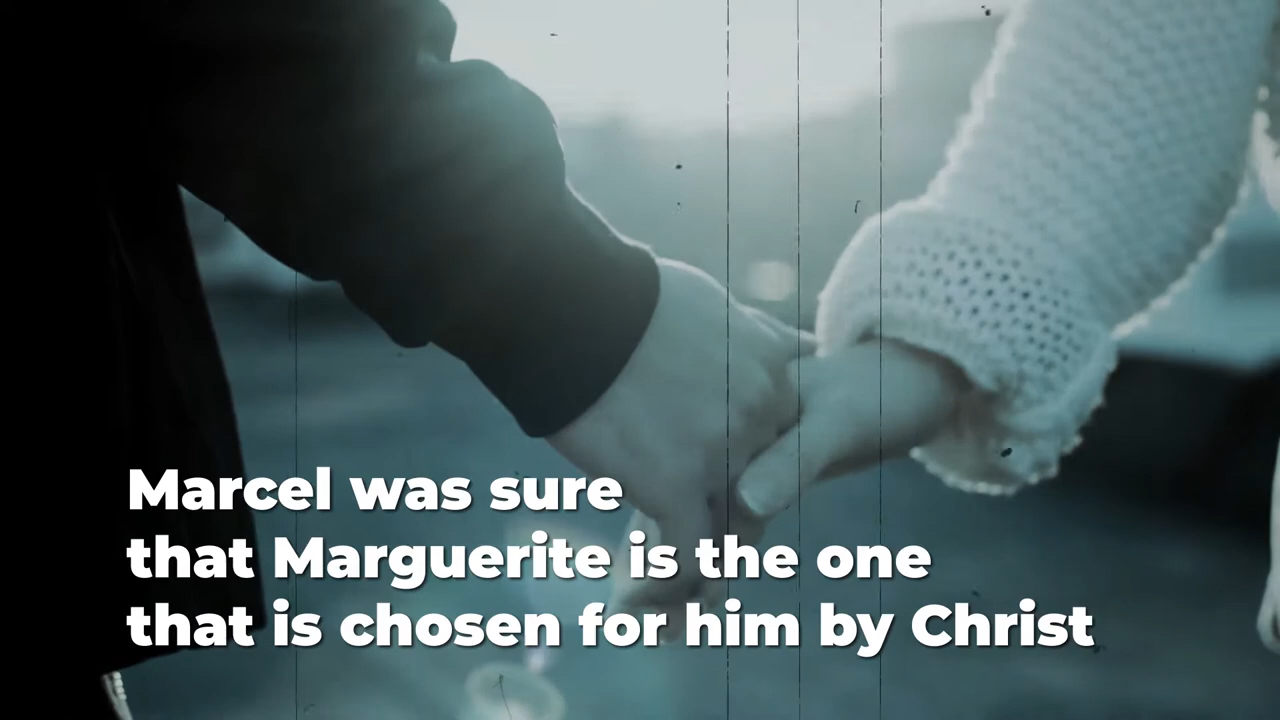 Marcel was sure
that Marguerite is the one
that is chosen for him by Christ